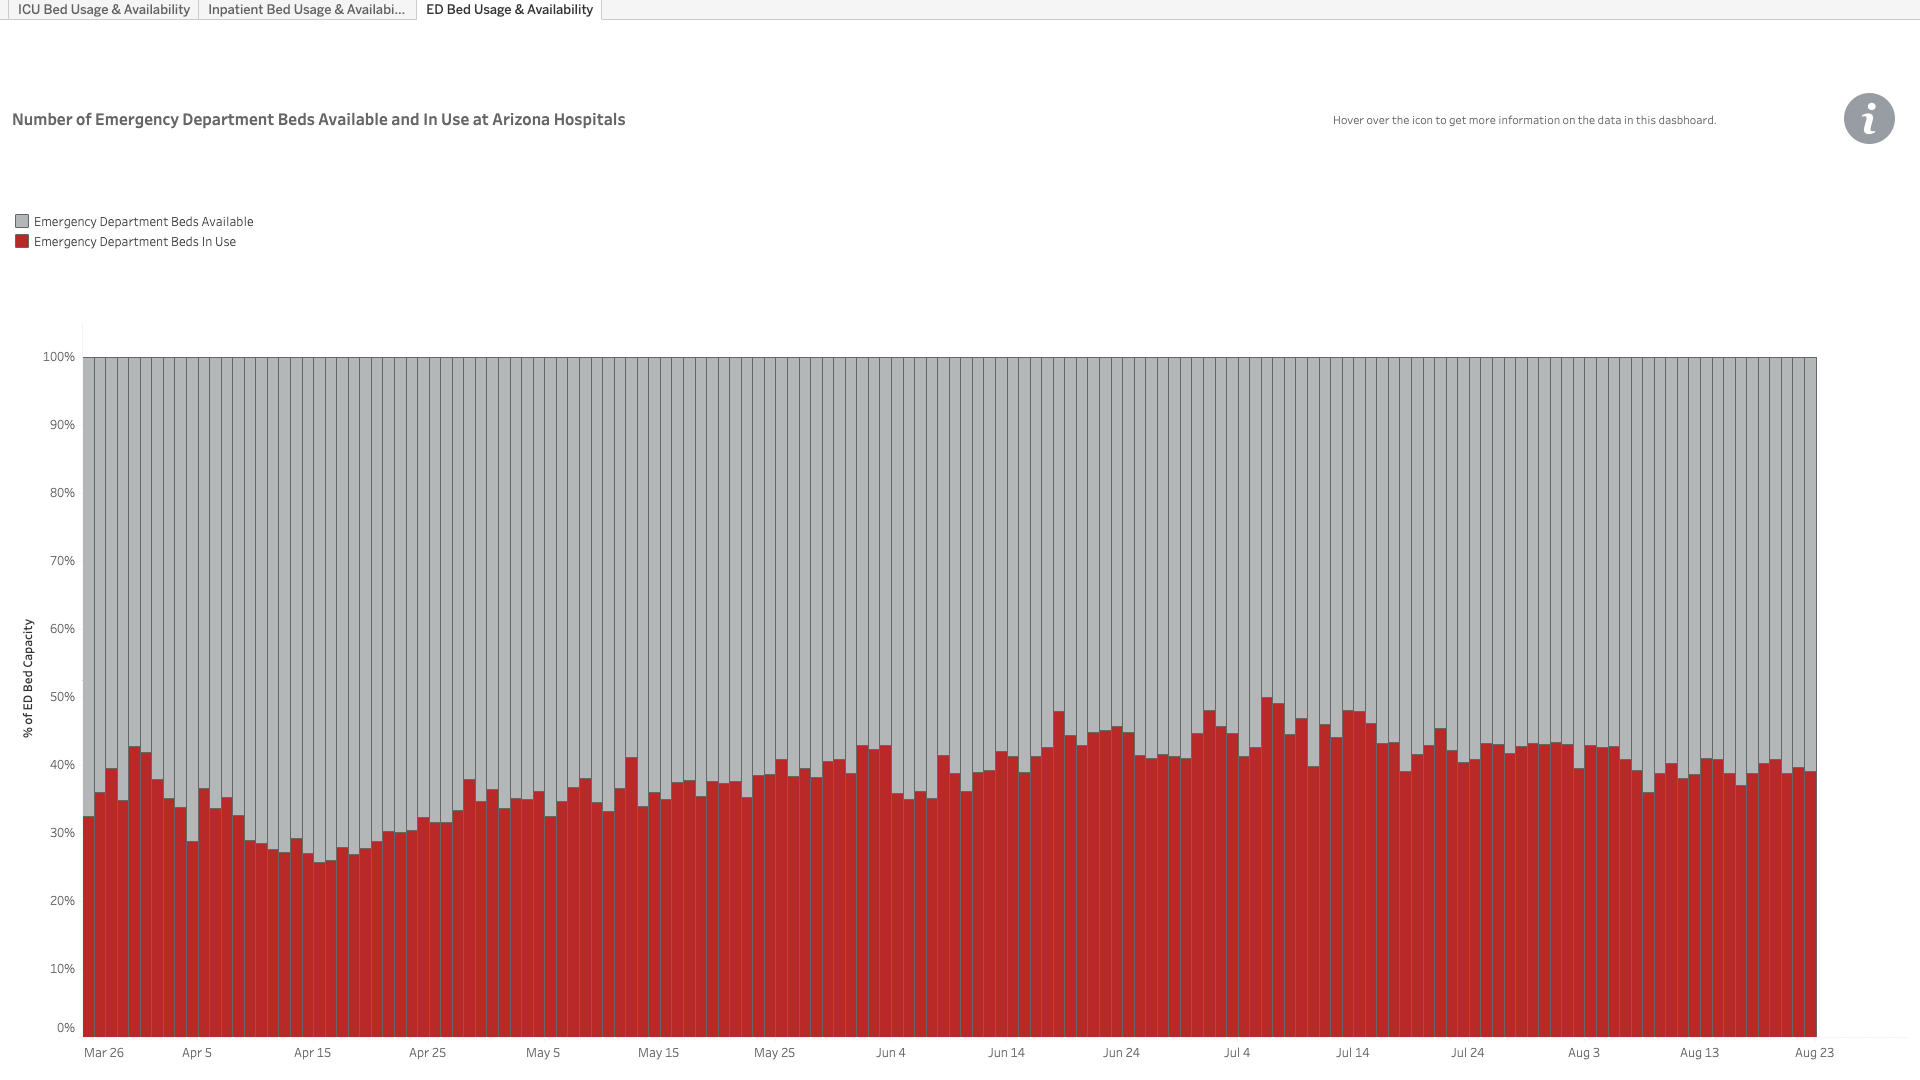 ICU Bed Usage & Availability
Inpatient Bed Usage & Availabi...
ED Bed Usage & Availability
Number of Emergency Department Beds Available and In Use at Arizona Hospitals
Hover over the icon to get more information on the data in this dasbhoard.
i
Emergency Department Beds Available
Emergency Department Beds In Use
% of ED Bed Capacity
100%
90%
80%
70%
60%
50%
40%
30%
20%
10%
0%
Mar 26
Apr 5
Apr 15
Apr 25
May 5
May 15
May 25
Jun 4
Jun 14
Jun 24
Jul 4
Jul 14
Jul 24
Aug 3
Aug 13
Aug 23